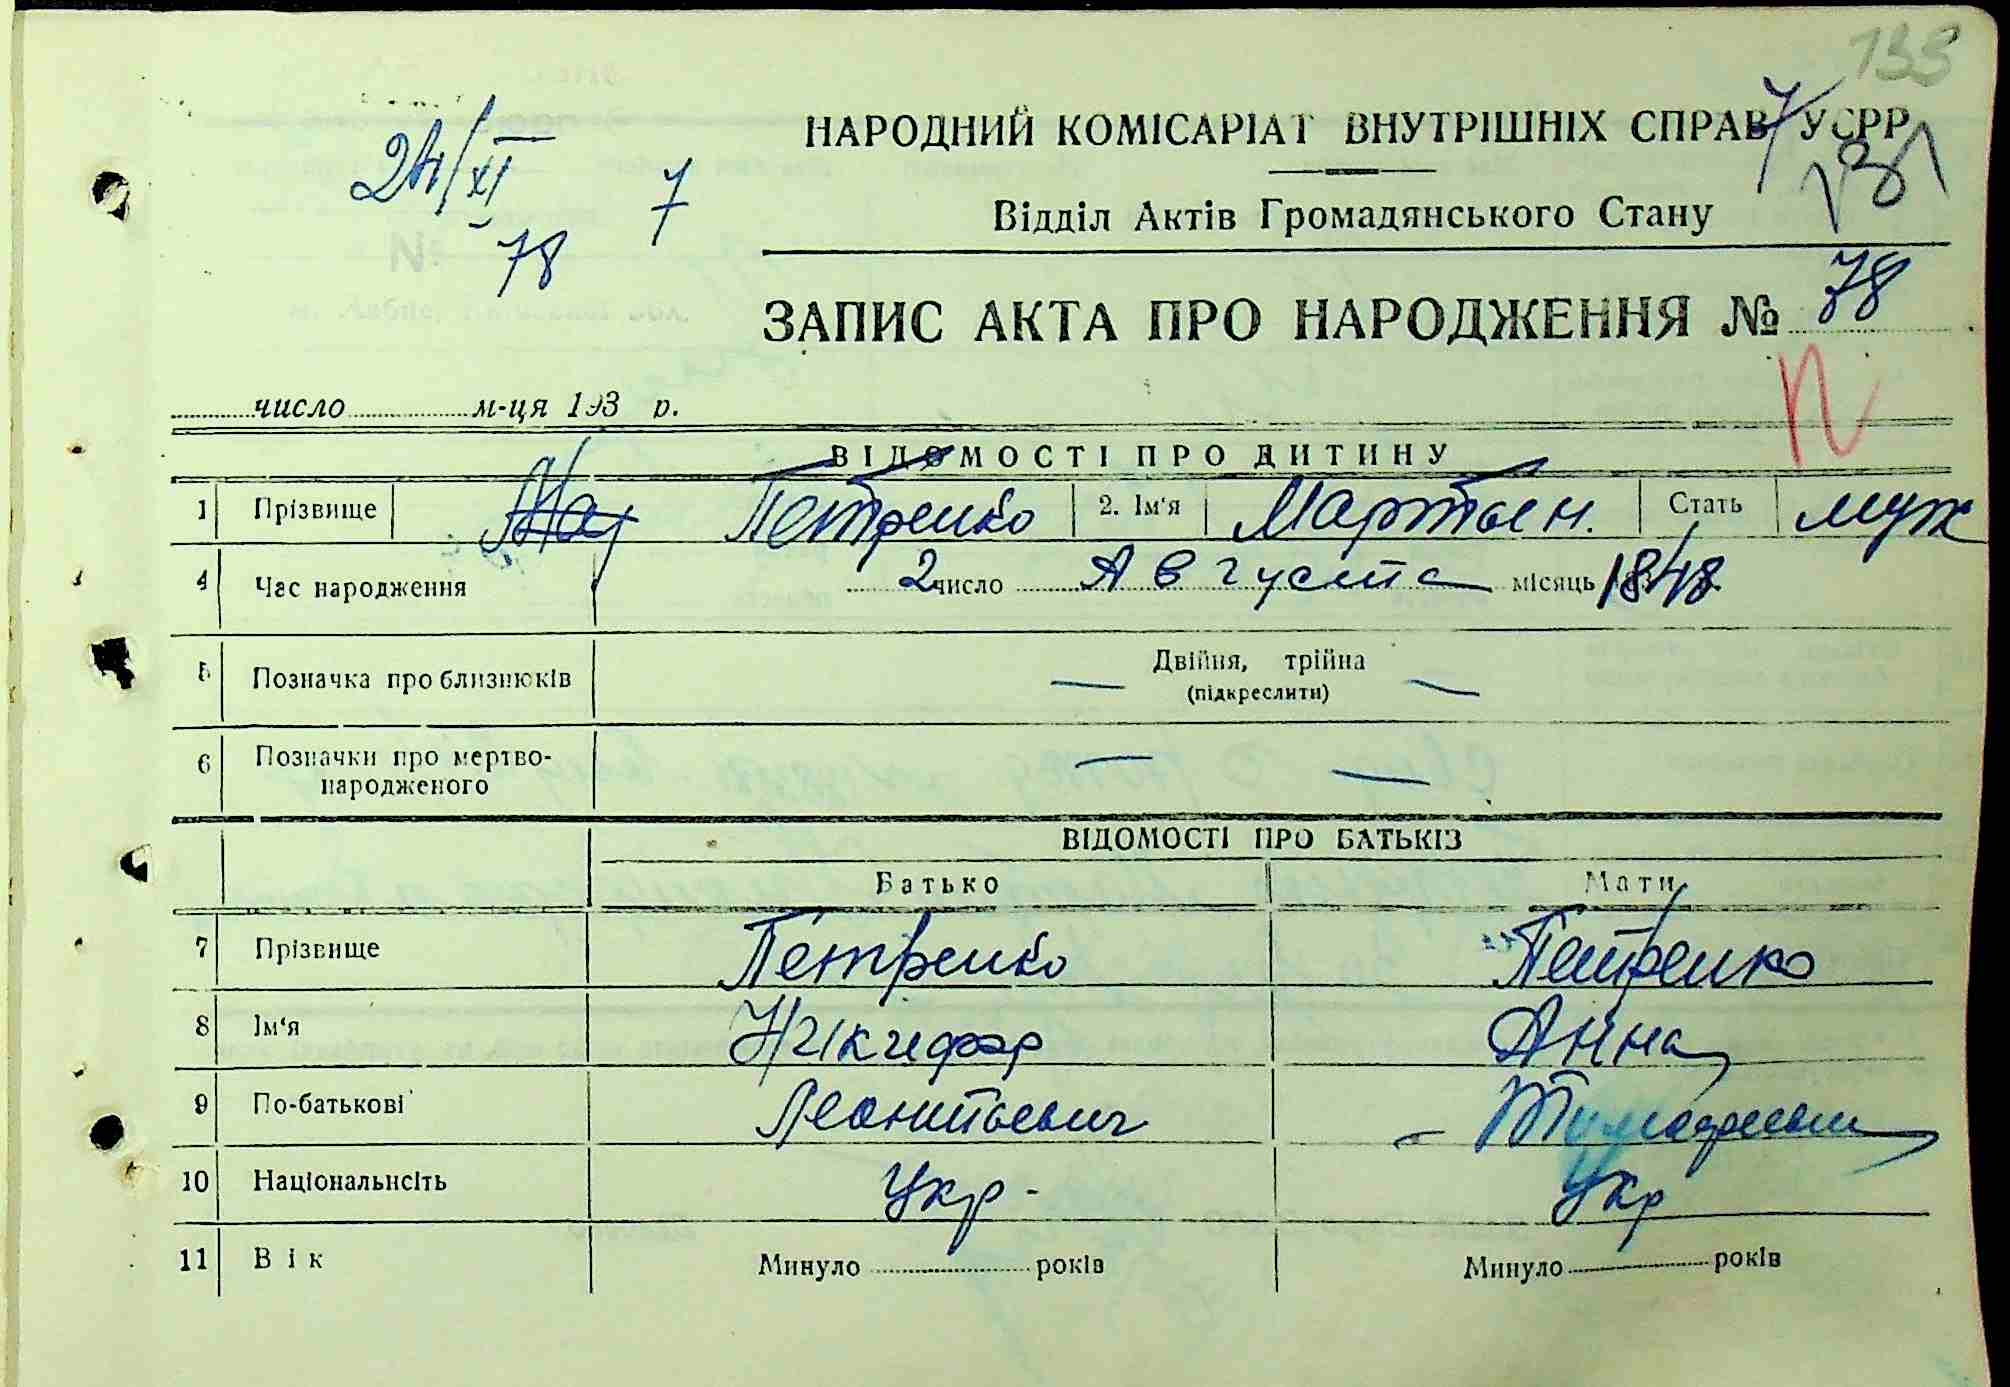 133
24/XI 7 НАРОДНИЙ КОМІСАРІАТ ВНУТРІШНІХ СПРАВ УСРР
78 Відділ Актів Громадянського Стану
ЗАПИС АКТА ПРО НАРОДЖЕННЯ № 78
число м-ця 193 р.
ВІДОМОСТІ ПРО ДИТИНУ
1 Прізвище Петренко 2. Ім'я Мартын. Стать муж
4 Час народження 2 число Августа місяць 1848
5 Позначка про близнюків — Двійня, трійна —
(підкреслити)
6 Позначки про мертво- — —
народженого
ВІДОМОСТІ ПРО БАТЬКІВ
Батько Мати
7 Прізвище Петренко Петренко
8 Ім'я Никифор Анна
9 По-батькові Леонтьевич
10 Національнсіть Укр - Укр
11 Вік Минуло років Минуло років